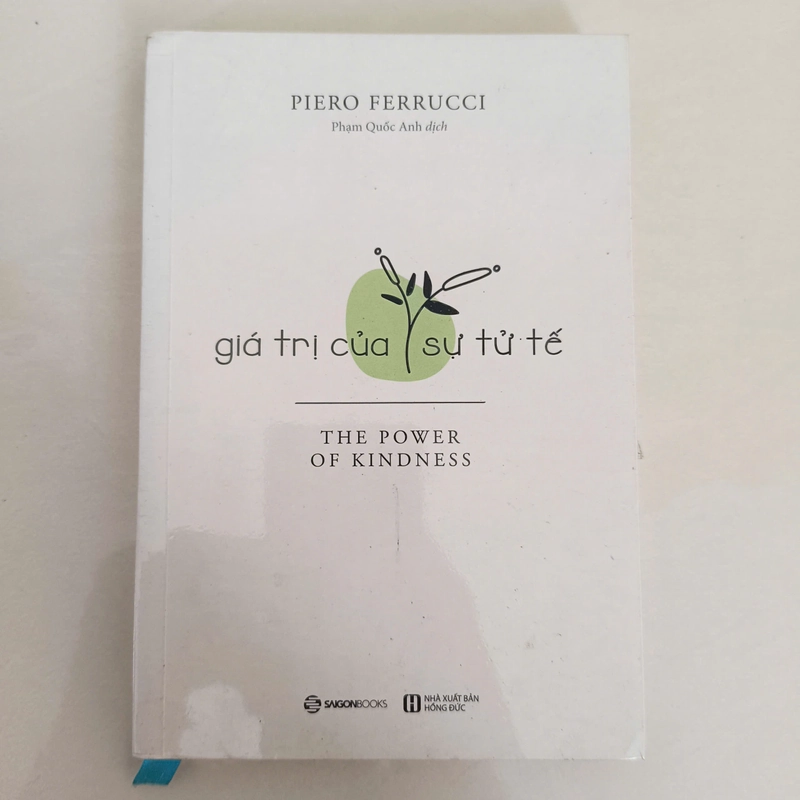 PIERO FERRUCCI
Phạm Quốc Anh dịch
giá trị của sự tử tế
THE POWER
OF KINDNESS
SAIGONBOOKS
NHÀ XUẤT BẢN
HỒNG ĐỨC